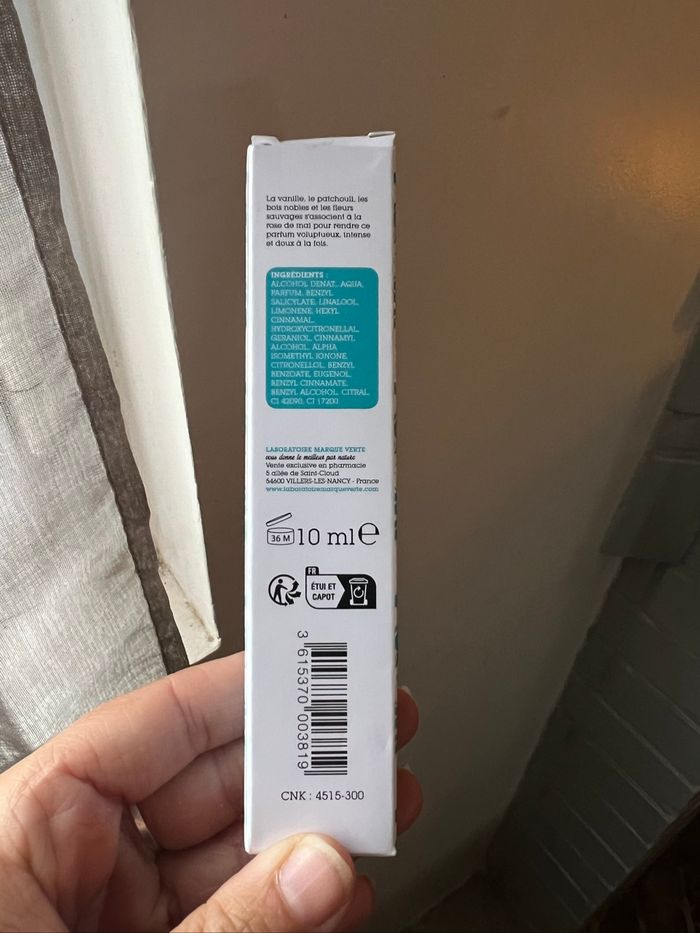 La vanille, le patchouli, les
bois nobles et les fleurs
sauvages s'associent à la
rose de mai pour rendre ce
parfum voluptueux, intense
et doux à la fois.
INGRÉDIENTS :
ALCOHOL DENAT., AQUA,
PARFUM, BENZYL
SALICYLATE, LINALOOL,
LIMONENE, HEXYL
CINNAMAL,
HYDROXYCITRONELLAL,
GERANIOL, CINNAMYL
ALCOHOL, ALPHA
ISOMETHYL IONONE,
CITRONELLOL, BENZYL
BENZOATE, EUGENOL,
BENZYL CINNAMATE,
BENZYL ALCOHOL, CITRAL,
CI 42090, CI 17200
LABORATOIRE MARQUE VERTE
vous donne le meilleur par nature
Vente exclusive en pharmacie
5 allée de Saint-Cloud
54600 VILLERS-LES-NANCY - France
www.laboratoiremarqueverte.com
36 M 10 ml e
FR
ÉTUI ET
CAPOT
3 615370 003819
CNK : 4515-300